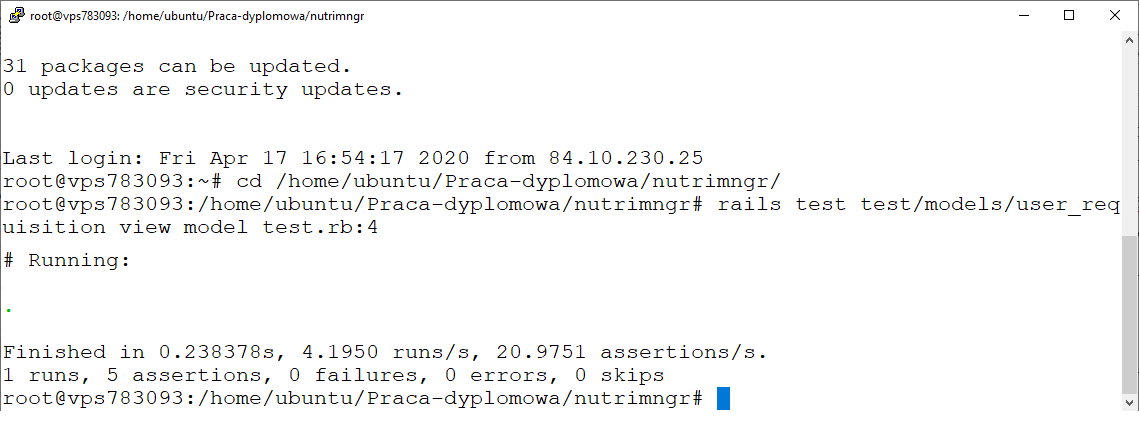 root@vps783093: /home/ubuntu/Praca-dyplomowa/nutrimngr
31 packages can be updated.
0 updates are security updates.
Last login: Fri Apr 17 16:54:17 2020 from 84.10.230.25
root@vps783093:~# cd /home/ubuntu/Praca-dyplomowa/nutrimngr/
root@vps783093:/home/ubuntu/Praca-dyplomowa/nutrimngr# rails test test/models/user_req
uisition view model test.rb:4
# Running:
.
Finished in 0.238378s, 4.1950 runs/s, 20.9751 assertions/s.
1 runs, 5 assertions, 0 failures, 0 errors, 0 skips
root@vps783093:/home/ubuntu/Praca-dyplomowa/nutrimngr#